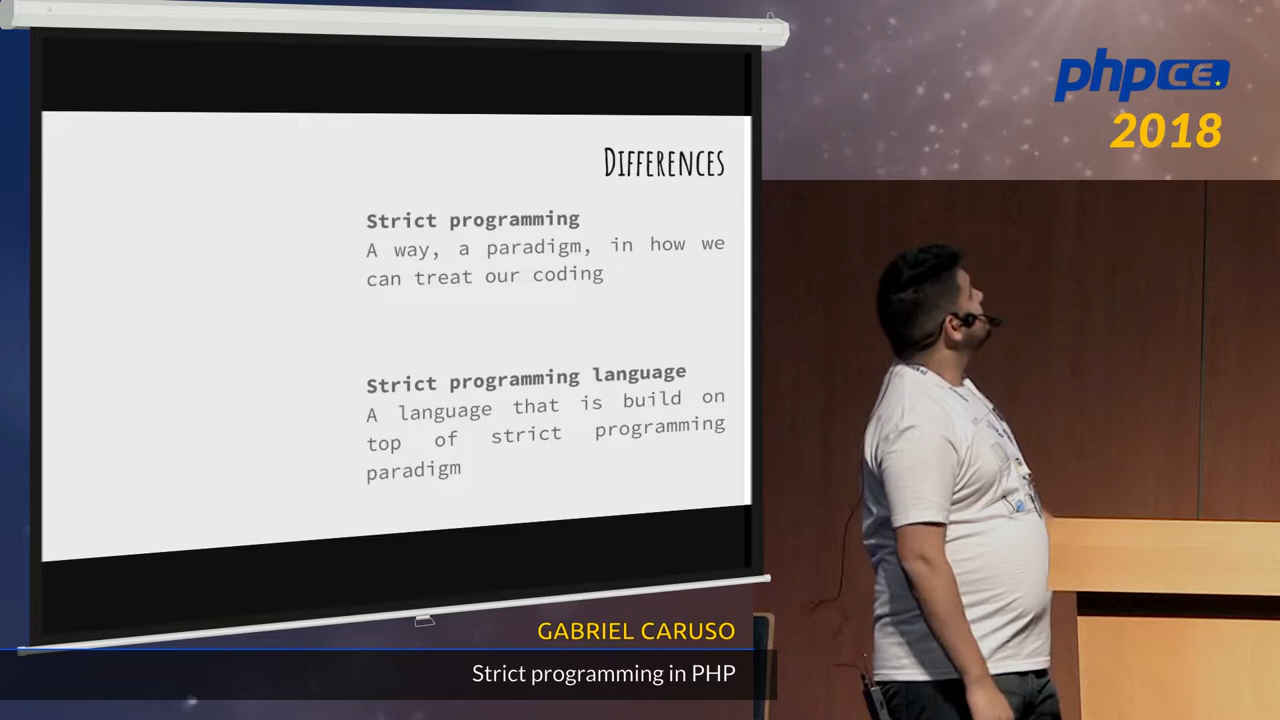 Differences
Strict programming
A way, a paradigm, in how we
can treat our coding
Strict programming language
A language that is build on
top of strict programming
paradigm
phpCE.
2018
GABRIEL CARUSO
Strict programming in PHP